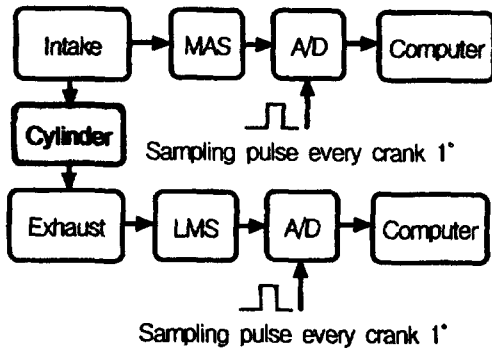 Intake MAS A/D Computer
Cylinder
Sampling pulse every crank 1°
Exhaust LMS A/D Computer
Sampling pulse every crank 1°